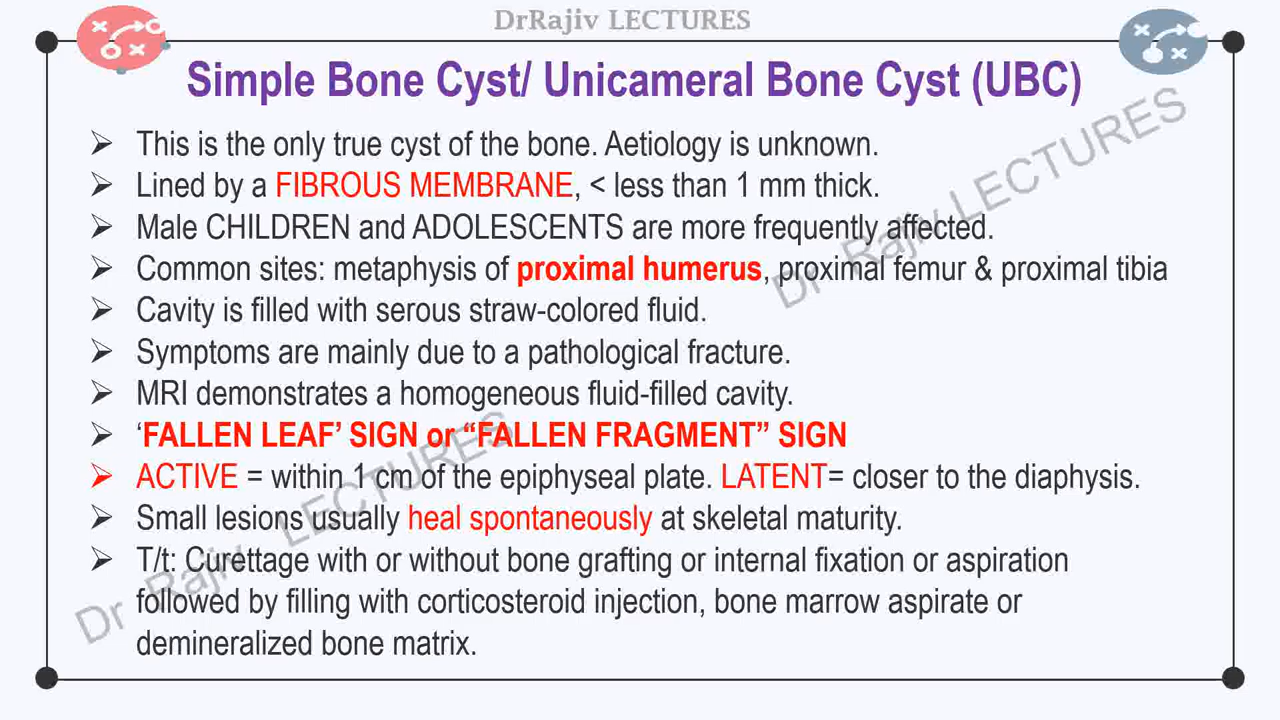 DrRajiv LECTURES
Simple Bone Cyst/ Unicameral Bone Cyst (UBC)
➢ This is the only true cyst of the bone. Aetiology is unknown.
➢ Lined by a FIBROUS MEMBRANE, < less than 1 mm thick.
➢ Male CHILDREN and ADOLESCENTS are more frequently affected.
➢ Common sites: metaphysis of proximal humerus, proximal femur & proximal tibia
➢ Cavity is filled with serous straw-colored fluid.
➢ Symptoms are mainly due to a pathological fracture.
➢ MRI demonstrates a homogeneous fluid-filled cavity.
➢ ‘FALLEN LEAF’ SIGN or “FALLEN FRAGMENT” SIGN
➢ ACTIVE = within 1 cm of the epiphyseal plate. LATENT= closer to the diaphysis.
➢ Small lesions usually heal spontaneously at skeletal maturity.
➢ T/t: Curettage with or without bone grafting or internal fixation or aspiration
followed by filling with corticosteroid injection, bone marrow aspirate or
demineralized bone matrix.
Dr Rajiv LECTURES
Dr Rajiv LECTURES